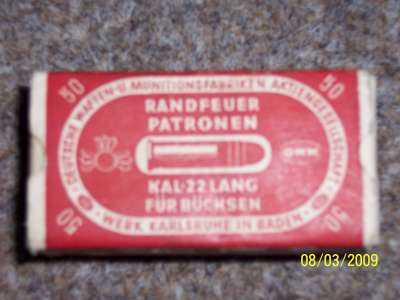 50 50
DEUTSCHE WAFFEN-U. MUNITIONSFABRIKEN AKTIENGESELLSCHAFT
RANDFEUER
PATRONEN
DWM
KAL·22 LANG
FÜR BÜCHSEN
WERK KARLSRUHE IN BADEN
50 50
08/03/2009